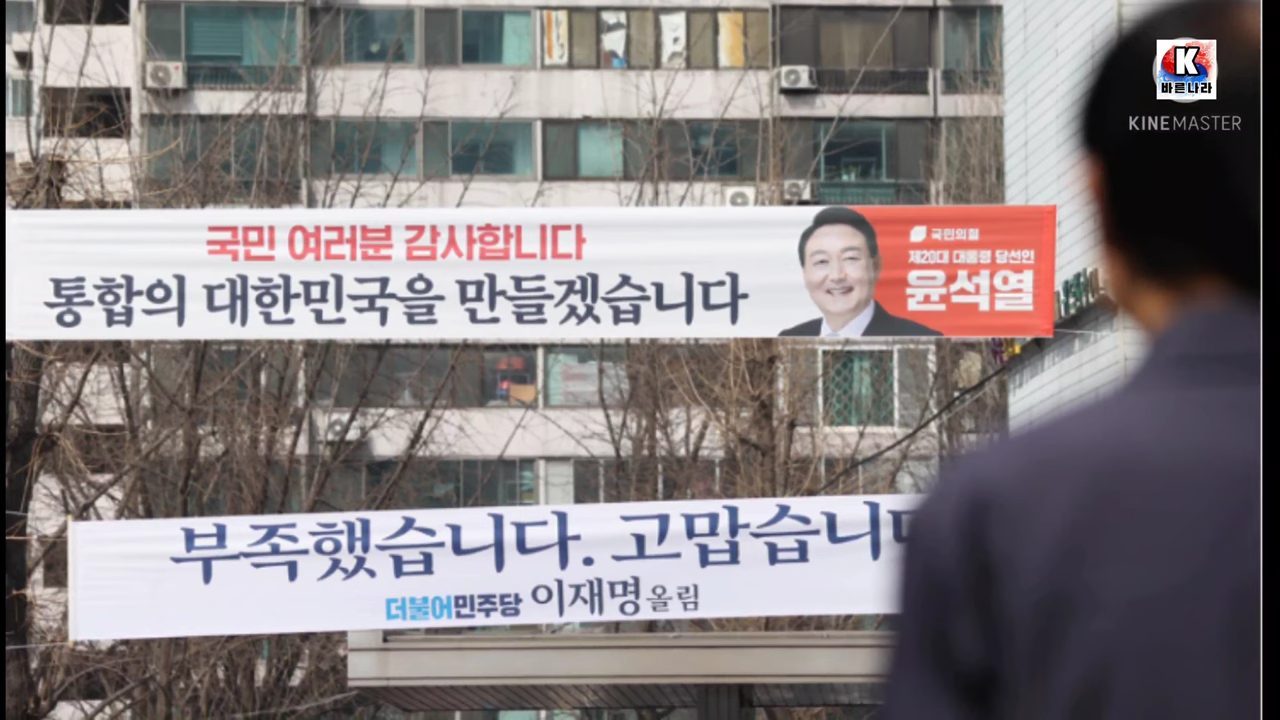 K
바른나라
KINEMASTER
국민 여러분 감사합니다
통합의 대한민국을 만들겠습니다
국민의힘
제20대 대통령 당선인
윤석열
부족했습니다. 고맙습니
더불어민주당 이재명 올림